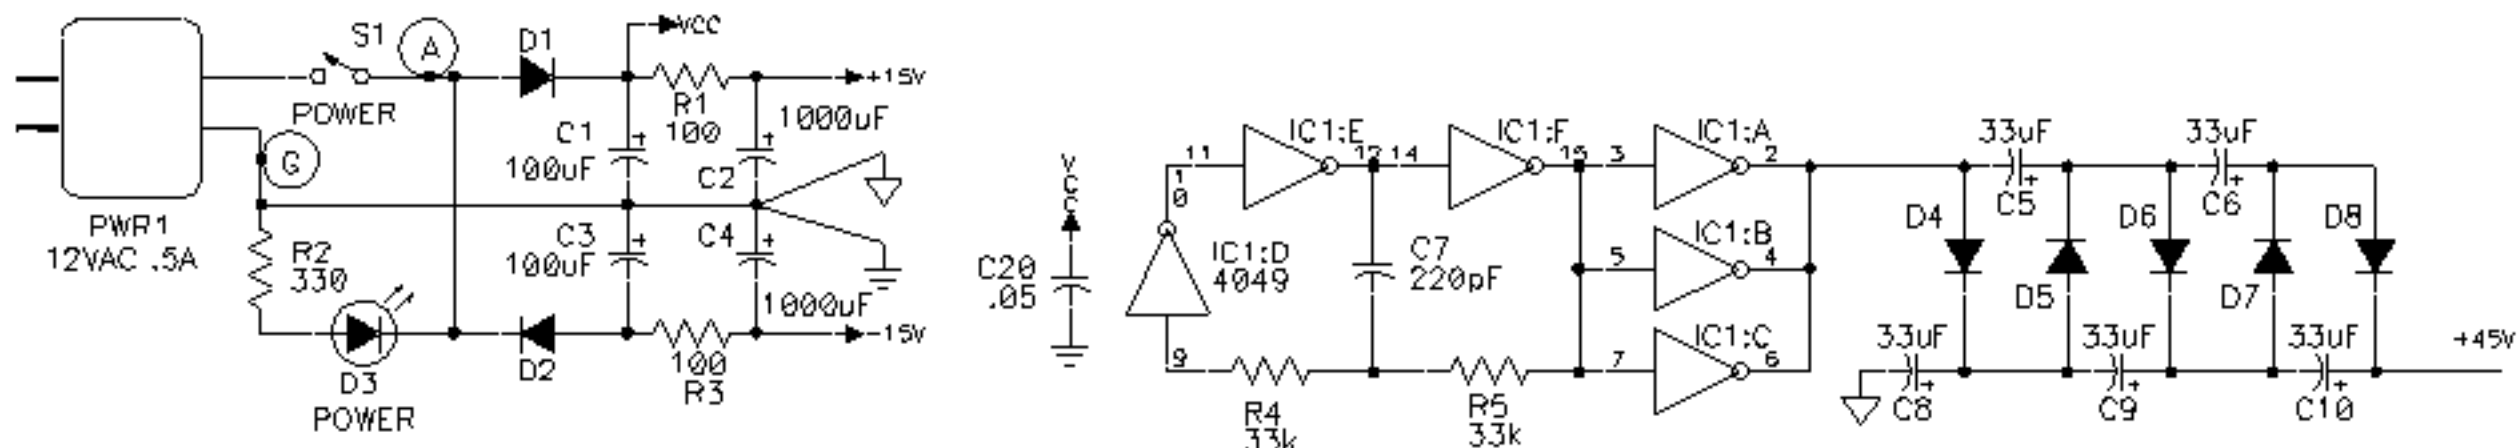 S1
A
D1
VCC
POWER
R1
100
+15V
1000uF
C1
100uF
C2
G
PWR1
12VAC .5A
R2
330
C3
100uF
C4
1000uF
D3
POWER
D2
100
R3
-15V
VCC
C20
.05
11
10
IC1:E
12
14
IC1:F
15
3
IC1:A
2
IC1:D
4049
9
C7
220pF
5
IC1:B
4
7
IC1:C
6
R4
33k
R5
33k
33uF
C5
33uF
C6
D4
D5
D6
D7
D8
33uF
C8
33uF
C9
33uF
C10
+45V